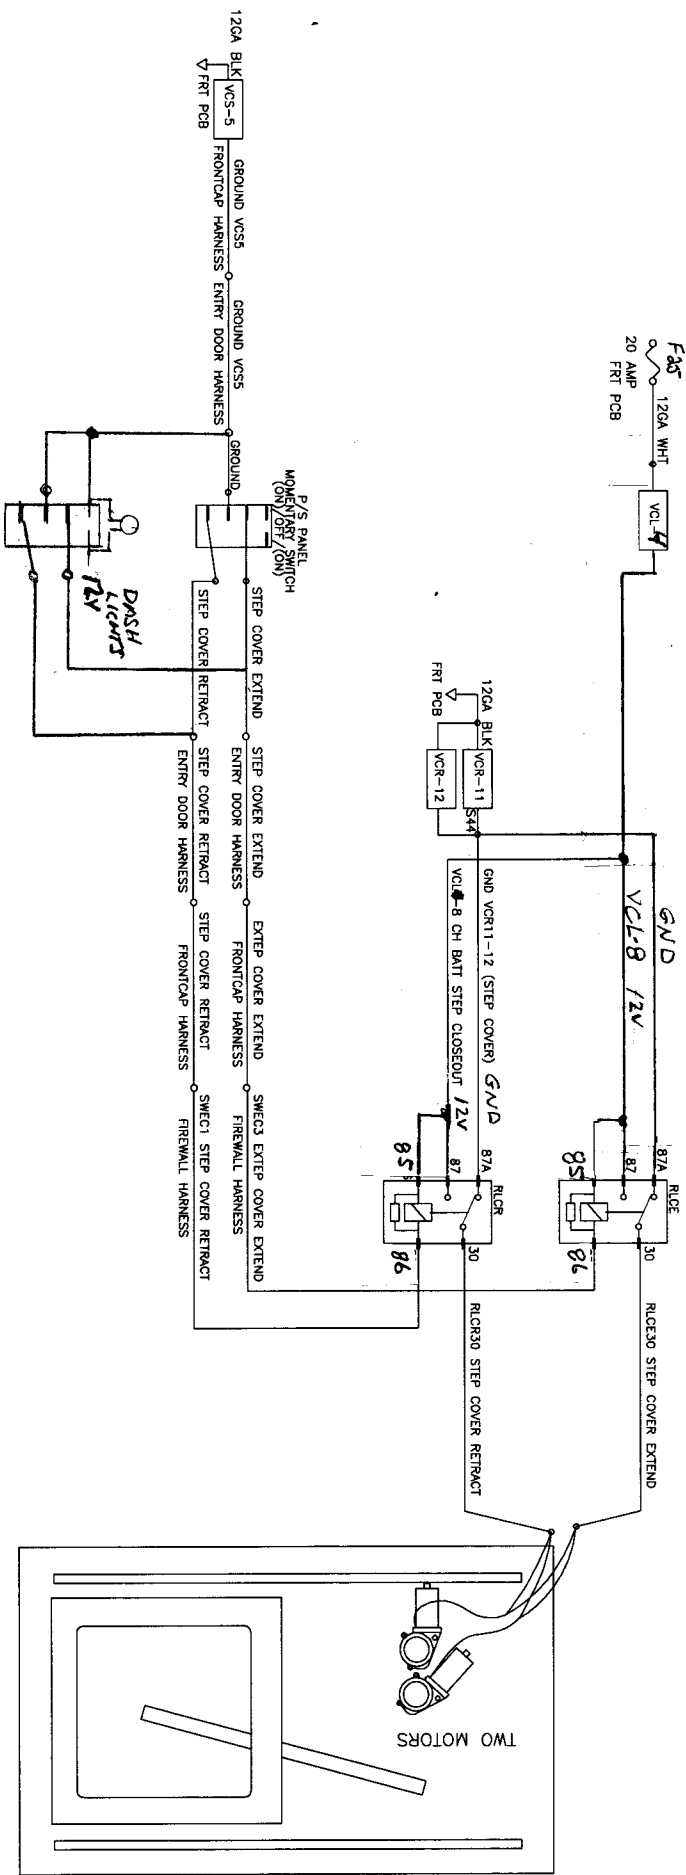 F25
20 AMP
FRT PCB
12GA WHT
VCL-4
12GA BLK
FRT PCB
VCS-5
GROUND VCS5
FRONTCAP HARNESS
GROUND VCS5
ENTRY DOOR HARNESS
GROUND
P/S PANEL
MOMENTARY SWITCH
(ON)/OFF/(ON)
DASH
LIGHTS
12V
STEP COVER EXTEND
STEP COVER RETRACT
STEP COVER EXTEND
ENTRY DOOR HARNESS
STEP COVER RETRACT
ENTRY DOOR HARNESS
EXTEP COVER EXTEND
FRONTCAP HARNESS
STEP COVER RETRACT
FRONTCAP HARNESS
SWEC3 EXTEP COVER EXTEND
FIREWALL HARNESS
SWEC1 STEP COVER RETRACT
FIREWALL HARNESS
12GA BLK
FRT PCB
VCR-11
VCR-12
S44
GND VCR11-12 (STEP COVER) GND
-8 CH BATT STEP CLOSEOUT 12V
GND
VCL-8 12V
RLCE
87A
87
85
30
86
RLCR
87A
87
85
30
86
RLCE30 STEP COVER EXTEND
RLCR30 STEP COVER RETRACT
TWO MOTORS